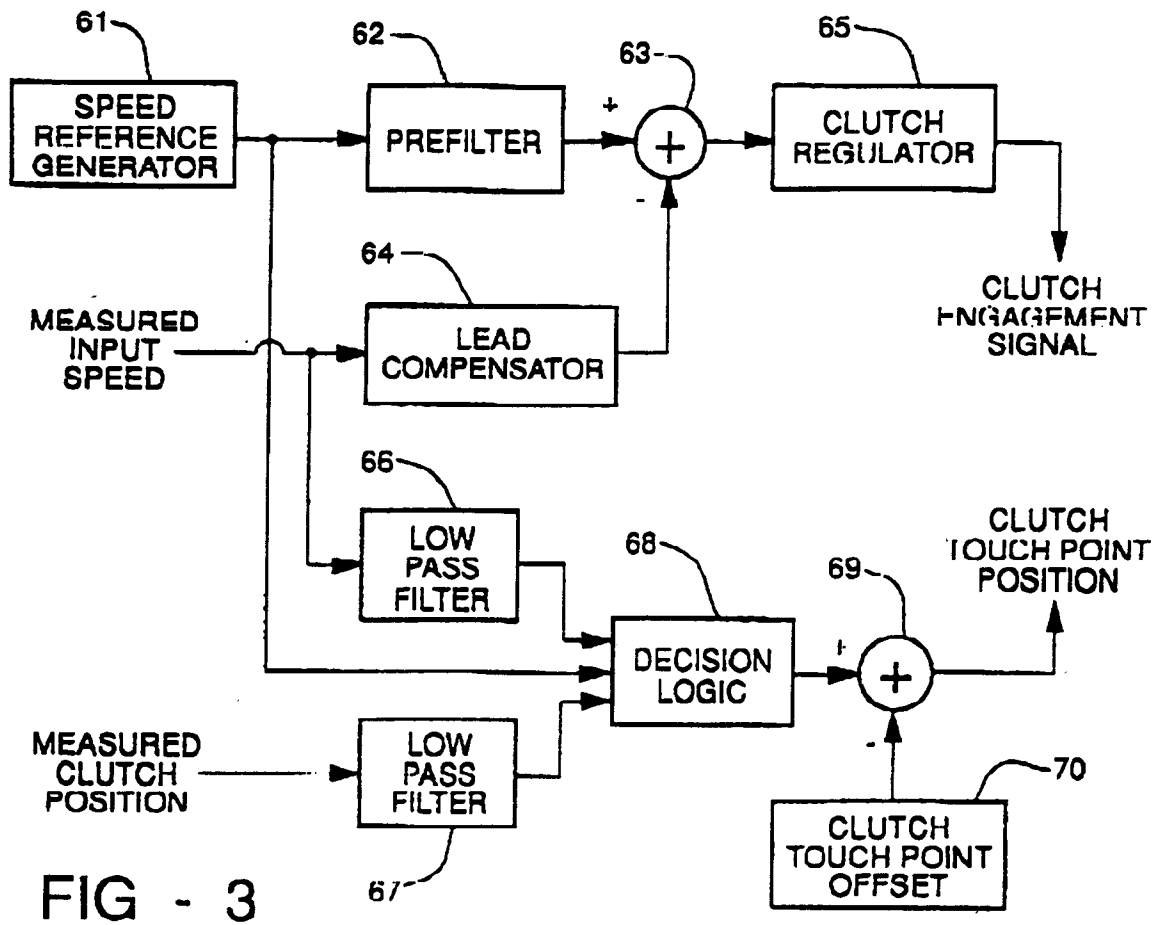 61
SPEED
REFERENCE
GENERATOR
62
PREFILTER
63
+
+
-
65
CLUTCH
REGULATOR
CLUTCH
ENGAGEMENT
SIGNAL
MEASURED
INPUT
SPEED
64
LEAD
COMPENSATOR
66
LOW
PASS
FILTER
68
DECISION
LOGIC
69
+
+
-
CLUTCH
TOUCH POINT
POSITION
MEASURED
CLUTCH
POSITION
LOW
PASS
FILTER
67
70
CLUTCH
TOUCH POINT
OFFSET
FIG - 3